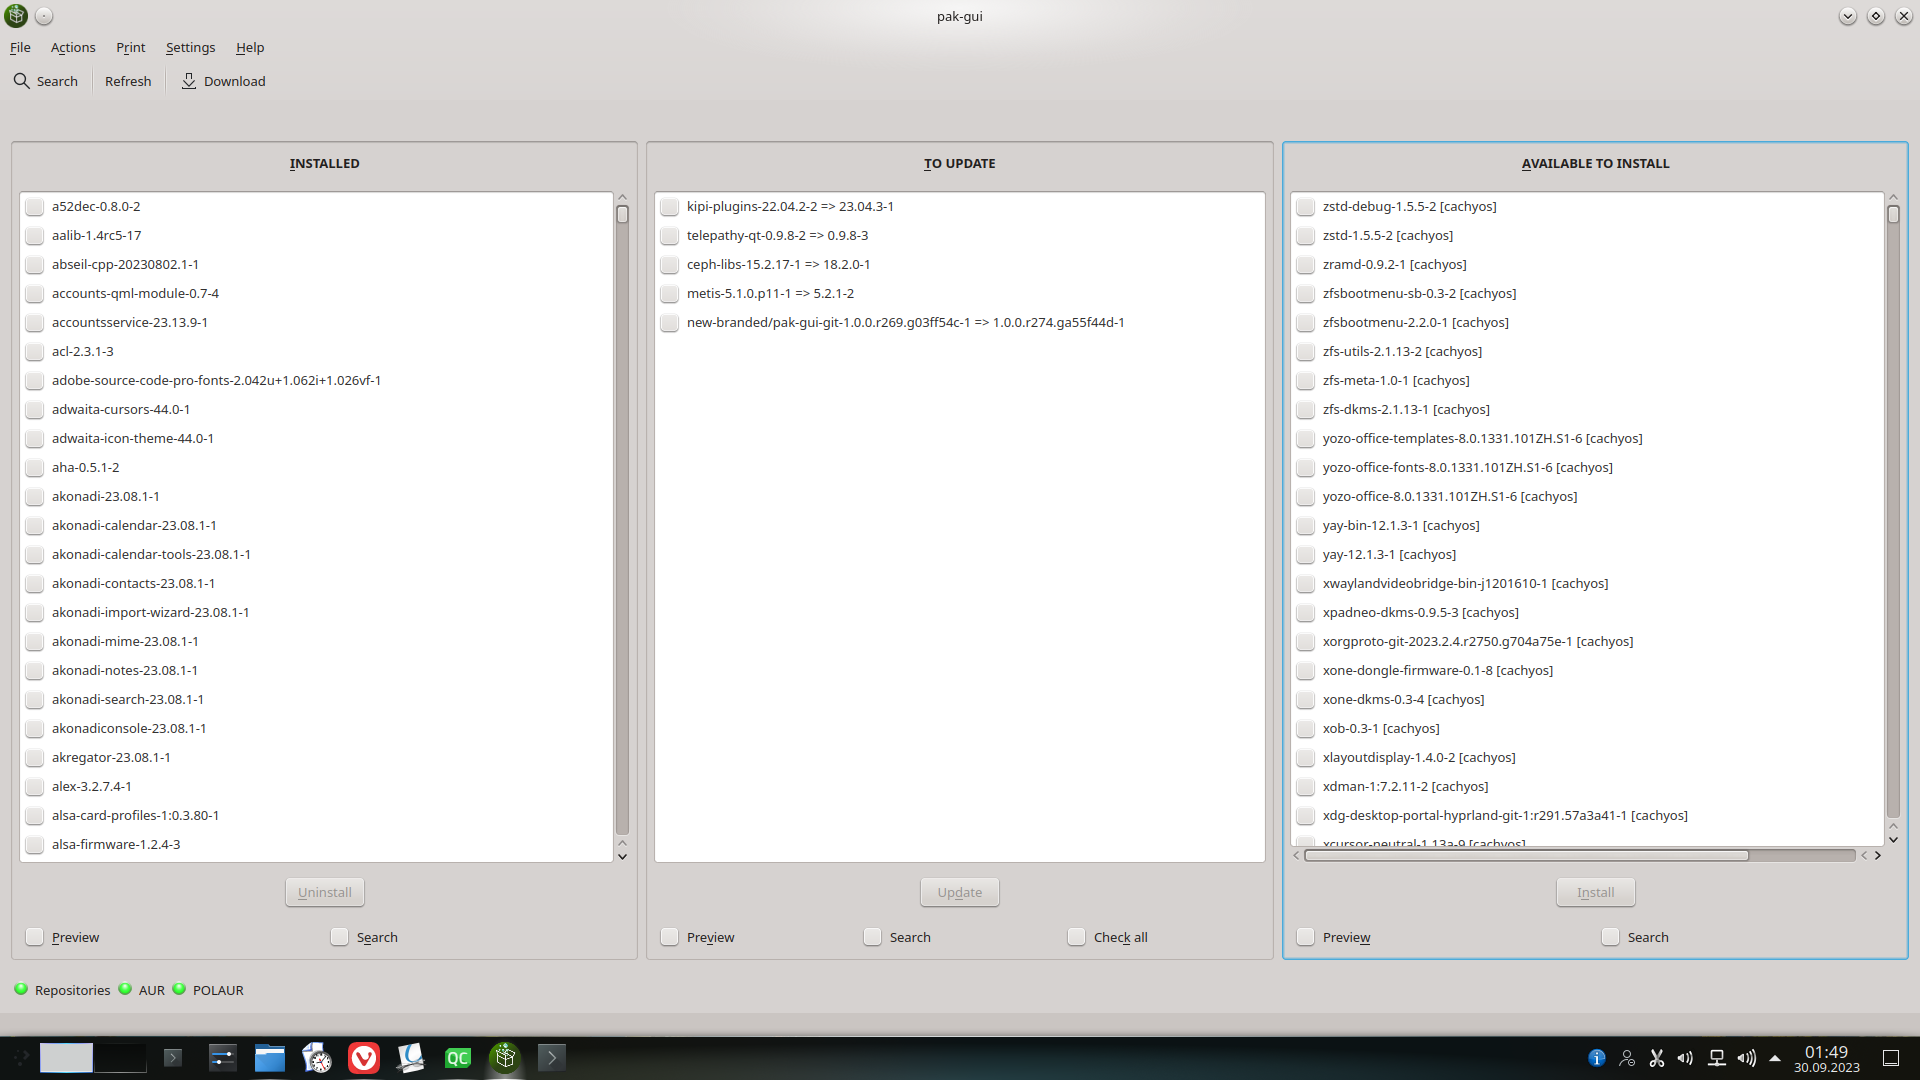 pak-gui
File Actions Print Settings Help
Search Refresh Download
INSTALLED
a52dec-0.8.0-2
aalib-1.4rc5-17
abseil-cpp-20230802.1-1
accounts-qml-module-0.7-4
accountsservice-23.13.9-1
acl-2.3.1-3
adobe-source-code-pro-fonts-2.042u+1.062i+1.026vf-1
adwaita-cursors-44.0-1
adwaita-icon-theme-44.0-1
aha-0.5.1-2
akonadi-23.08.1-1
akonadi-calendar-23.08.1-1
akonadi-calendar-tools-23.08.1-1
akonadi-contacts-23.08.1-1
akonadi-import-wizard-23.08.1-1
akonadi-mime-23.08.1-1
akonadi-notes-23.08.1-1
akonadi-search-23.08.1-1
akonadiconsole-23.08.1-1
akregator-23.08.1-1
alex-3.2.7.4-1
alsa-card-profiles-1:0.3.80-1
alsa-firmware-1.2.4-3
Uninstall
Preview Search
TO UPDATE
kipi-plugins-22.04.2-2 => 23.04.3-1
telepathy-qt-0.9.8-2 => 0.9.8-3
ceph-libs-15.2.17-1 => 18.2.0-1
metis-5.1.0.p11-1 => 5.2.1-2
new-branded/pak-gui-git-1.0.0.r269.g03ff54c-1 => 1.0.0.r274.ga55f44d-1
Update
Preview Search Check all
AVAILABLE TO INSTALL
zstd-debug-1.5.5-2 [cachyos]
zstd-1.5.5-2 [cachyos]
zramd-0.9.2-1 [cachyos]
zfsbootmenu-sb-0.3-2 [cachyos]
zfsbootmenu-2.2.0-1 [cachyos]
zfs-utils-2.1.13-2 [cachyos]
zfs-meta-1.0-1 [cachyos]
zfs-dkms-2.1.13-1 [cachyos]
yozo-office-templates-8.0.1331.101ZH.S1-6 [cachyos]
yozo-office-fonts-8.0.1331.101ZH.S1-6 [cachyos]
yozo-office-8.0.1331.101ZH.S1-6 [cachyos]
yay-bin-12.1.3-1 [cachyos]
yay-12.1.3-1 [cachyos]
xwaylandvideobridge-bin-j1201610-1 [cachyos]
xpadneo-dkms-0.9.5-3 [cachyos]
xorgproto-git-2023.2.4.r2750.g704a75e-1 [cachyos]
xone-dongle-firmware-0.1-8 [cachyos]
xone-dkms-0.3-4 [cachyos]
xob-0.3-1 [cachyos]
xlayoutdisplay-1.4.0-2 [cachyos]
xdman-1:7.2.11-2 [cachyos]
xdg-desktop-portal-hyprland-git-1:r291.57a3a41-1 [cachyos]
xcursor-neutral-1.13a-9 [cachyos]
Install
Preview Search
Repositories AUR POLAUR
QC
01:49
30.09.2023